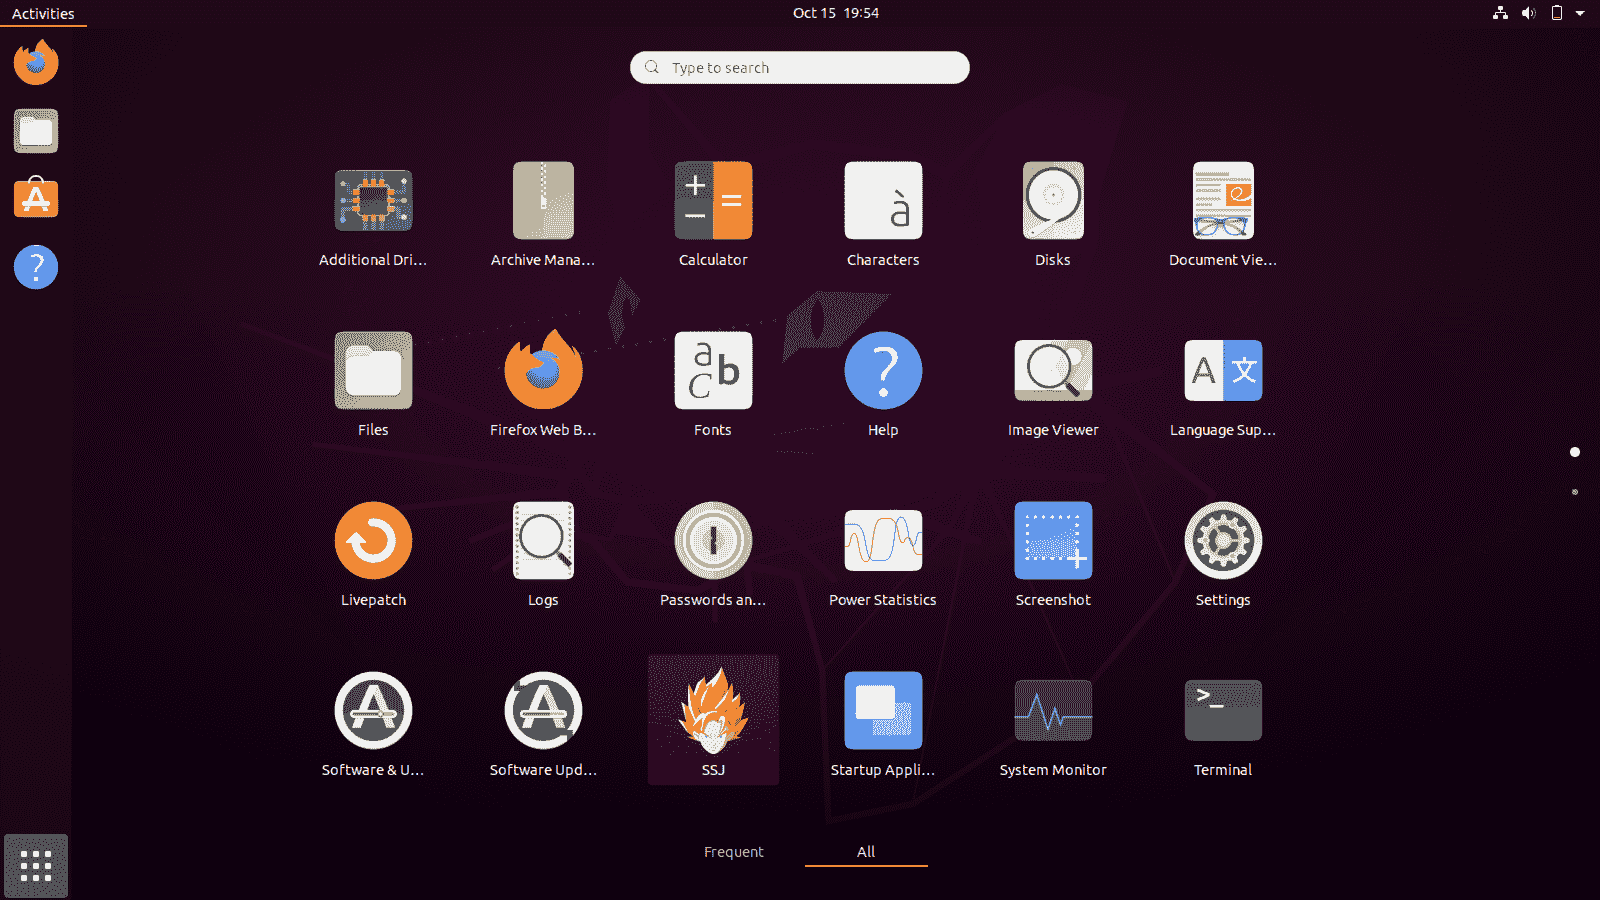 Activities
Oct 15 19:54
Type to search
Additional Dri...
Archive Mana...
Calculator
Characters
Disks
Document Vie...
Files
Firefox Web B...
Fonts
Help
Image Viewer
Language Sup...
Livepatch
Logs
Passwords an...
Power Statistics
Screenshot
Settings
Software & U...
Software Upd...
SSJ
Startup Appli...
System Monitor
Terminal
Frequent
All